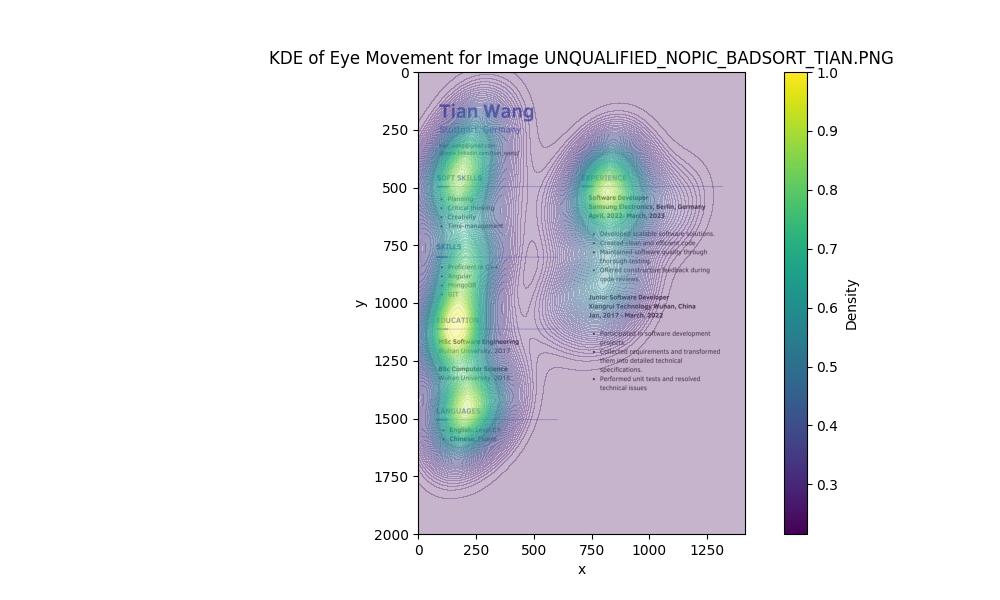 KDE of Eye Movement for Image UNQUALIFIED_NOPIC_BADSORT_TIAN.PNG
0
250
500
750
1000
1250
1500
1750
2000
y
0
250
500
750
1000
1250
x
Tian Wang
Stuttgart, Germany
SOFT SKILLS
• Planning
• Critical thinking
• Creativity
• Time-management
SKILLS
• Proficient in C++
• Angular
• MongoDB
• GIT
EDUCATION
MSc Software Engineering
Wuhan University, 2017
BSc Computer Science
Wuhan University, 2015
LANGUAGES
• English, Level C1
• Chinese, Fluent
EXPERIENCE
Software Developer
Samsung Electronics, Berlin, Germany
April, 2022- March, 2023
• Developed scalable software solutions.
• Created clean and efficient code.
• Maintained software quality through
thorough testing.
• Offered constructive feedback during
code reviews.
Junior Software Developer
Xiangrui Technology Wuhan, China
Jan, 2017 - March, 2022
• Participated in software development
projects.
• Collected requirements and transformed
them into detailed technical
specifications.
• Performed unit tests and resolved
technical issues
1.0
0.9
0.8
0.7
0.6
0.5
0.4
0.3
Density